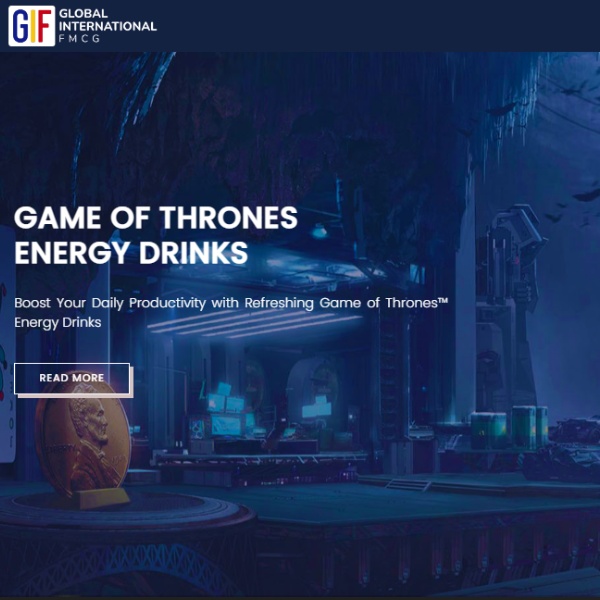 GIF
GLOBAL
INTERNATIONAL
FMCG
GAME OF THRONES
ENERGY DRINKS
Boost Your Daily Productivity with Refreshing Game of Thrones™
Energy Drinks
READ MORE
LIBERTY